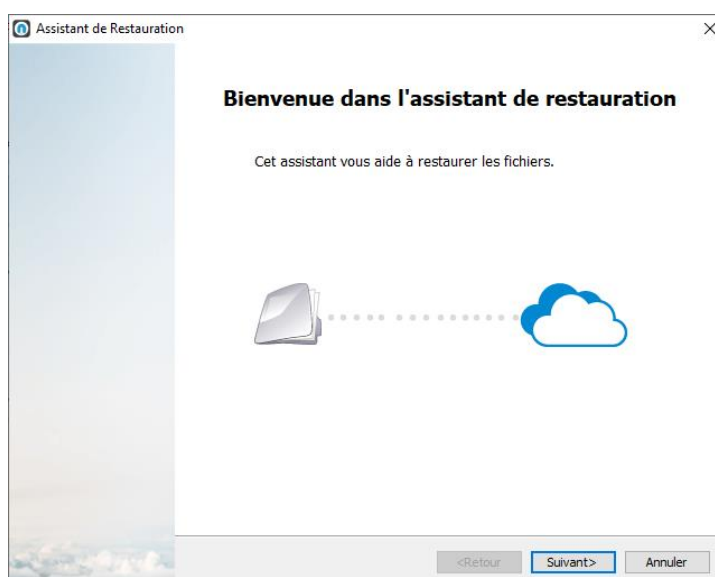 Assistant de Restauration
Bienvenue dans l'assistant de restauration
Cet assistant vous aide à restaurer les fichiers.
<Retour Suivant> Annuler